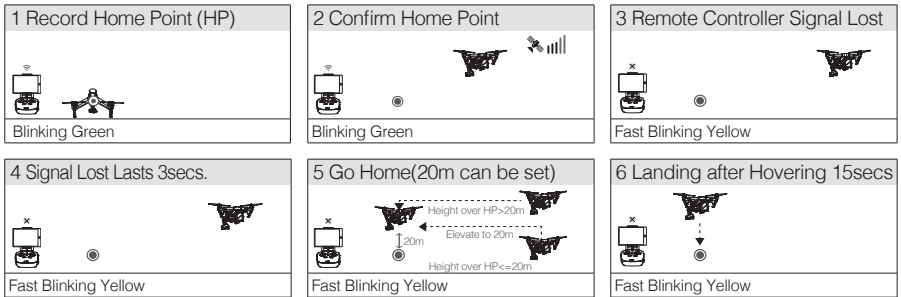 1 Record Home Point (HP)
Blinking Green
2 Confirm Home Point
Blinking Green
3 Remote Controller Signal Lost
Fast Blinking Yellow
4 Signal Lost Lasts 3secs.
Fast Blinking Yellow
5 Go Home(20m can be set)
Height over HP>20m
Elevate to 20m
20m
Height over HP<=20m
Fast Blinking Yellow
6 Landing after Hovering 15secs
Fast Blinking Yellow